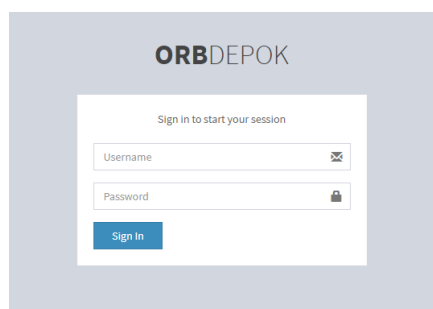 ORBDEPOK
Sign in to start your session
Username
Password
Sign In